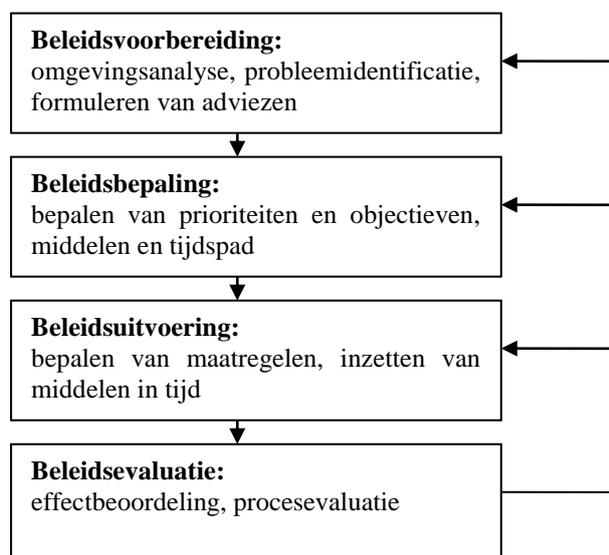 Beleidsvoorbereiding:
omgevingsanalyse, probleemidentificatie,
formuleren van adviezen
Beleidsbepaling:
bepalen van prioriteiten en objectieven,
middelen en tijdspad
Beleidsuitvoering:
bepalen van maatregelen, inzetten van
middelen in tijd
Beleidsevaluatie:
effectbeoordeling, procesevaluatie